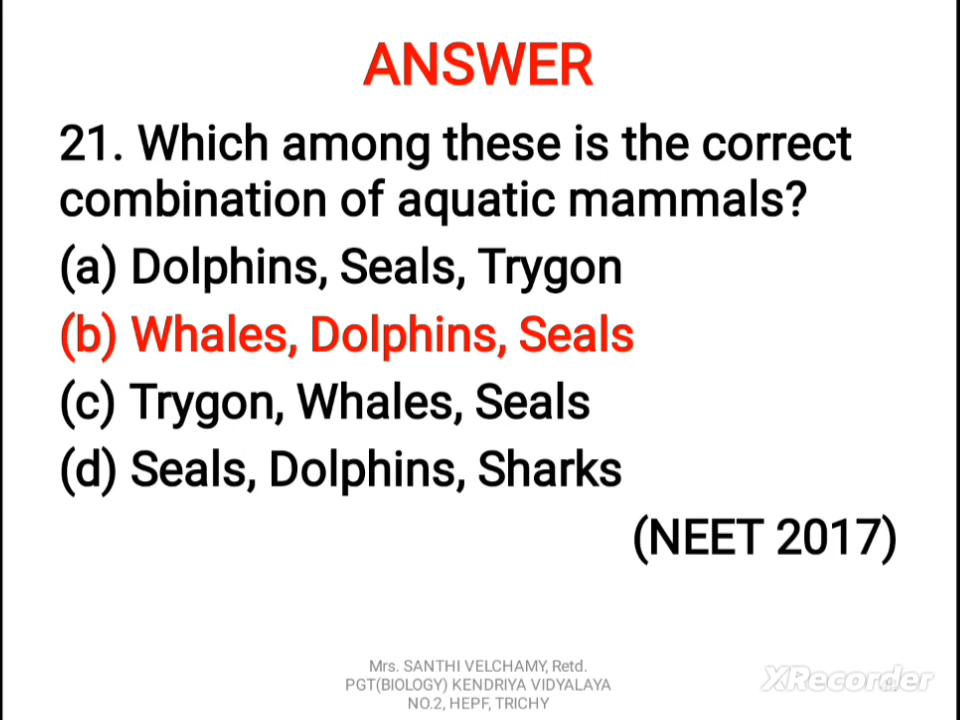 ANSWER
21. Which among these is the correct
combination of aquatic mammals?
(a) Dolphins, Seals, Trygon
(b) Whales, Dolphins, Seals
(c) Trygon, Whales, Seals
(d) Seals, Dolphins, Sharks
(NEET 2017)
Mrs. SANTHI VELCHAMY, Retd.
PGT(BIOLOGY) KENDRIYA VIDYALAYA
NO.2, HEPF, TRICHY
XRecorder